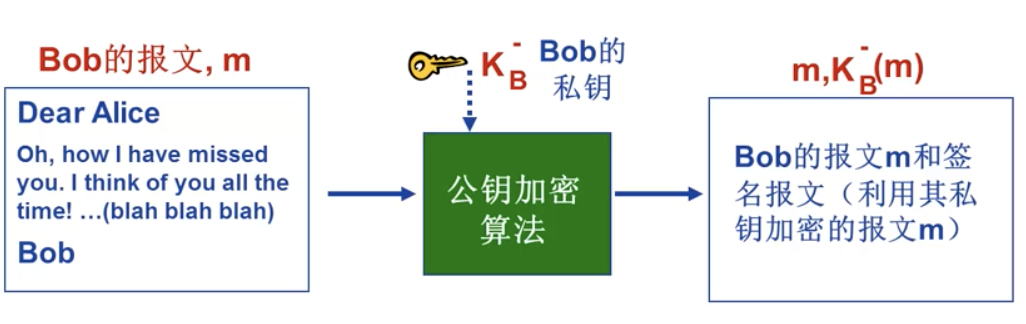 Bob的报文, m
Dear Alice
Oh, how I have missed
you. I think of you all the
time! …(blah blah blah)
Bob
K_B^-
Bob的
私钥
公钥加密
算法
m,K_B^-(m)
Bob的报文m和签
名报文（利用其私
钥加密的报文m）